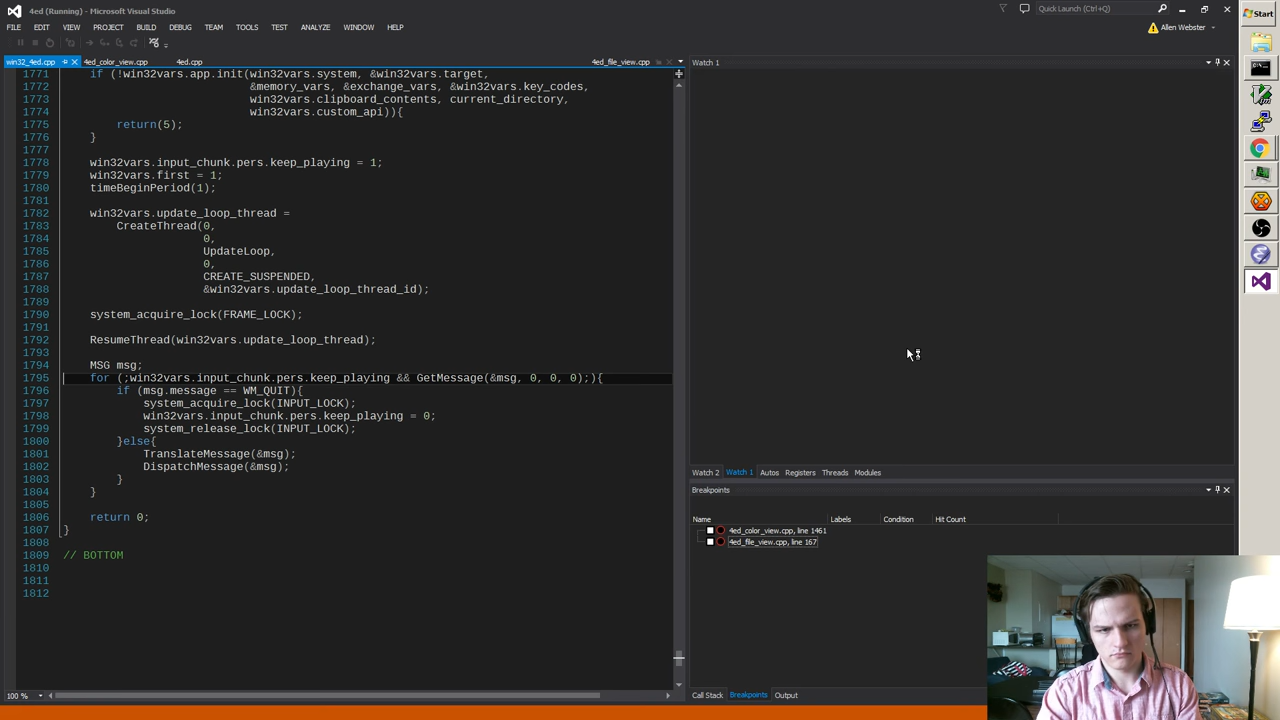 4ed (Running) - Microsoft Visual Studio
Quick Launch (Ctrl+Q)
Start
FILE EDIT VIEW PROJECT BUILD DEBUG TEAM TOOLS TEST ANALYZE WINDOW HELP
Allen Webster
win32_4ed.cpp 4ed_color_view.cpp 4ed.cpp 4ed_file_view.cpp
1771 if (!win32vars.app.init(win32vars.system, &win32vars.target,
1772 &memory_vars, &exchange_vars, &win32vars.key_codes,
1773 win32vars.clipboard_contents, current_directory,
1774 win32vars.custom_api)){
1775 return(5);
1776 }
1777
1778 win32vars.input_chunk.pers.keep_playing = 1;
1779 win32vars.first = 1;
1780 timeBeginPeriod(1);
1781
1782 win32vars.update_loop_thread =
1783 CreateThread(0,
1784 0,
1785 UpdateLoop,
1786 0,
1787 CREATE_SUSPENDED,
1788 &win32vars.update_loop_thread_id);
1789
1790 system_acquire_lock(FRAME_LOCK);
1791
1792 ResumeThread(win32vars.update_loop_thread);
1793
1794 MSG msg;
1795 for (;win32vars.input_chunk.pers.keep_playing && GetMessage(&msg, 0, 0, 0);){
1796 if (msg.message == WM_QUIT){
1797 system_acquire_lock(INPUT_LOCK);
1798 win32vars.input_chunk.pers.keep_playing = 0;
1799 system_release_lock(INPUT_LOCK);
1800 }else{
1801 TranslateMessage(&msg);
1802 DispatchMessage(&msg);
1803 }
1804 }
1805
1806 return 0;
1807 }
1808
1809 // BOTTOM
1810
1811
1812
100 %
Watch 1
Watch 2 Watch 1 Autos Registers Threads Modules
Breakpoints
Name Labels Condition Hit Count
4ed_color_view.cpp, line 1461
4ed_file_view.cpp, line 167
Call Stack Breakpoints Output